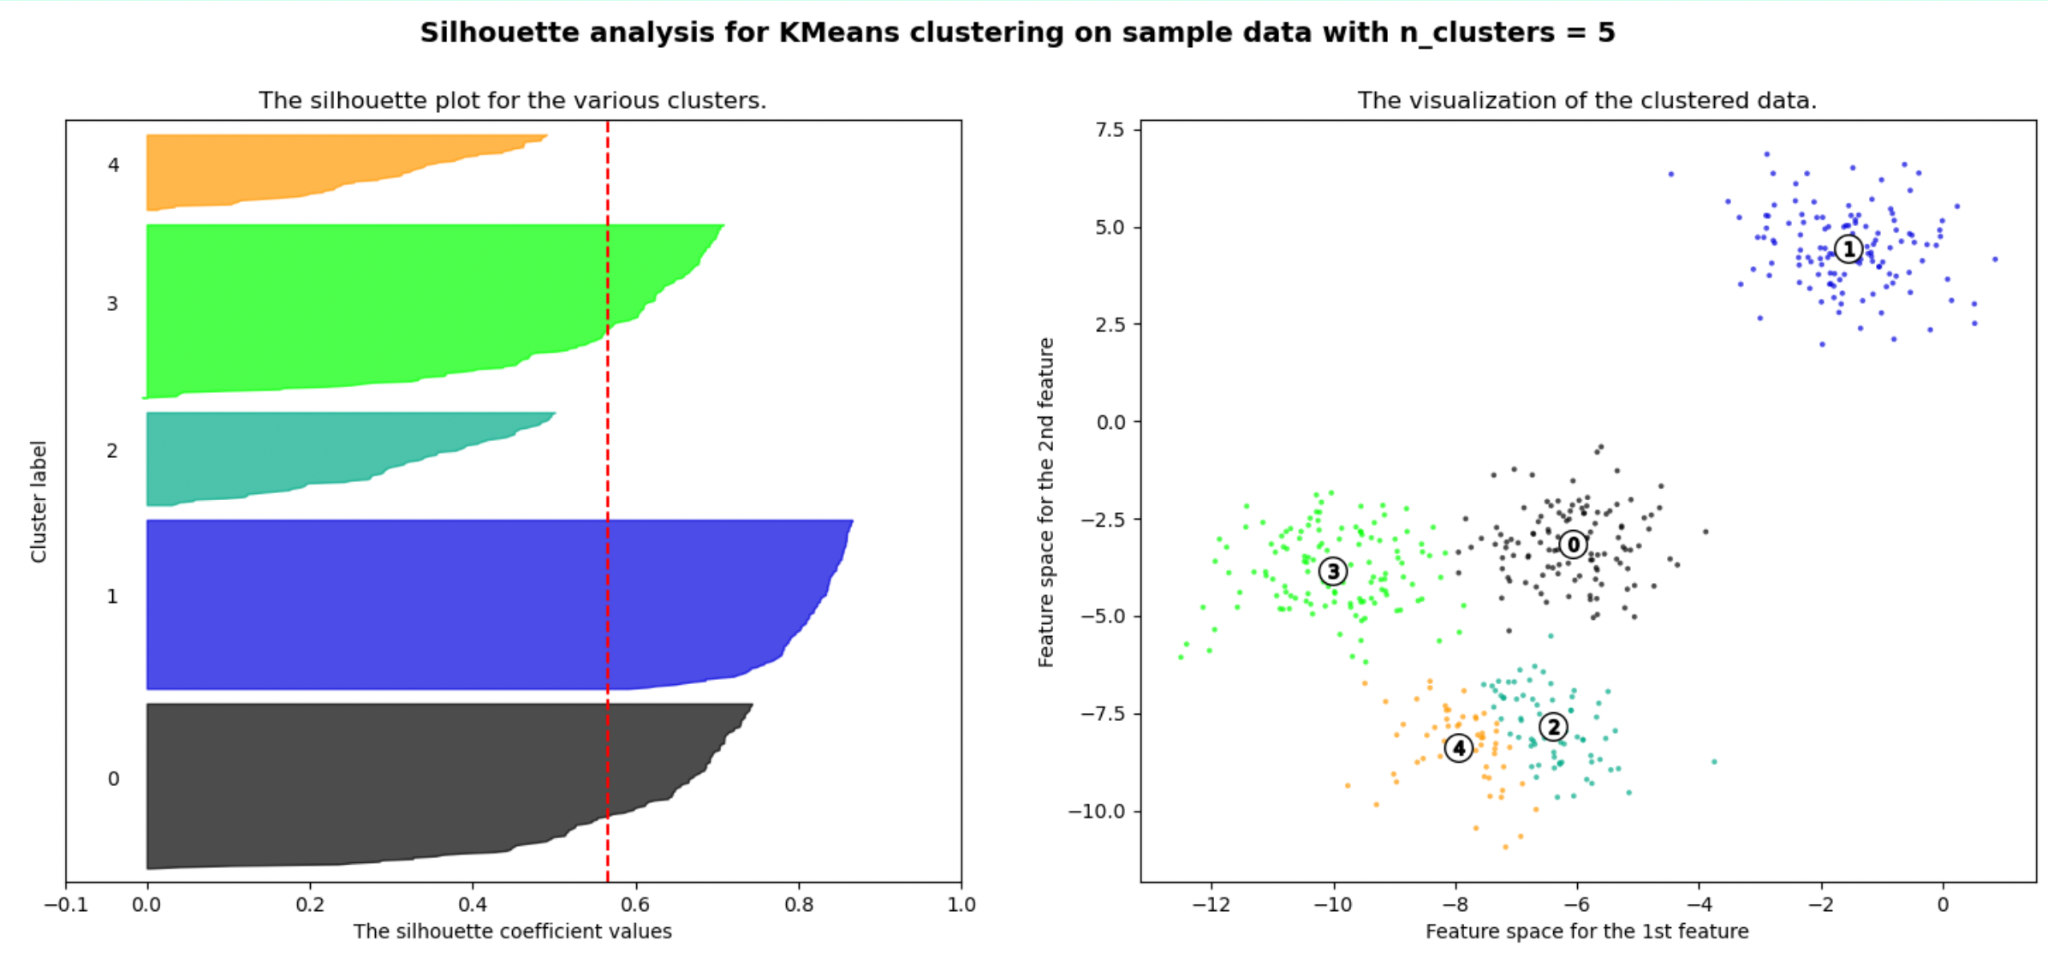 Silhouette analysis for KMeans clustering on sample data with n_clusters = 5
The silhouette plot for the various clusters.
4
3
2
1
0
Cluster label
−0.1 0.0 0.2 0.4 0.6 0.8 1.0
The silhouette coefficient values
The visualization of the clustered data.
7.5
5.0
2.5
0.0
−2.5
−5.0
−7.5
−10.0
Feature space for the 2nd feature
1
0
3
2
4
−12 −10 −8 −6 −4 −2 0
Feature space for the 1st feature